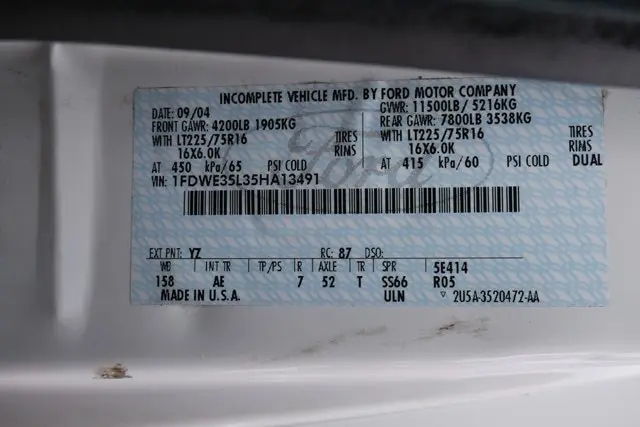 INCOMPLETE VEHICLE MFD. BY FORD MOTOR COMPANY
DATE: 09/04 GVWR: 11500LB/ 5216KG
FRONT GAWR: 4200LB 1905KG REAR GAWR: 7800LB 3538KG
WITH LT225/75R16 TIRES WITH LT225/75R16 TIRES
16X6.0K RIMS 16X6.0K RIMS
AT 450 kPa/65 PSI COLD AT 415 kPa/60 PSI COLD DUAL
VIN: 1FDWE35L35HA13491
Ford
EXT PNT: YZ RC: 87 DSO:
WB INT TR TP/PS R AXLE TR SPR 5E414
158 AE 7 52 T SS66 R05
MADE IN U.S.A. ULN ▽ 2U5A-3520472-AA